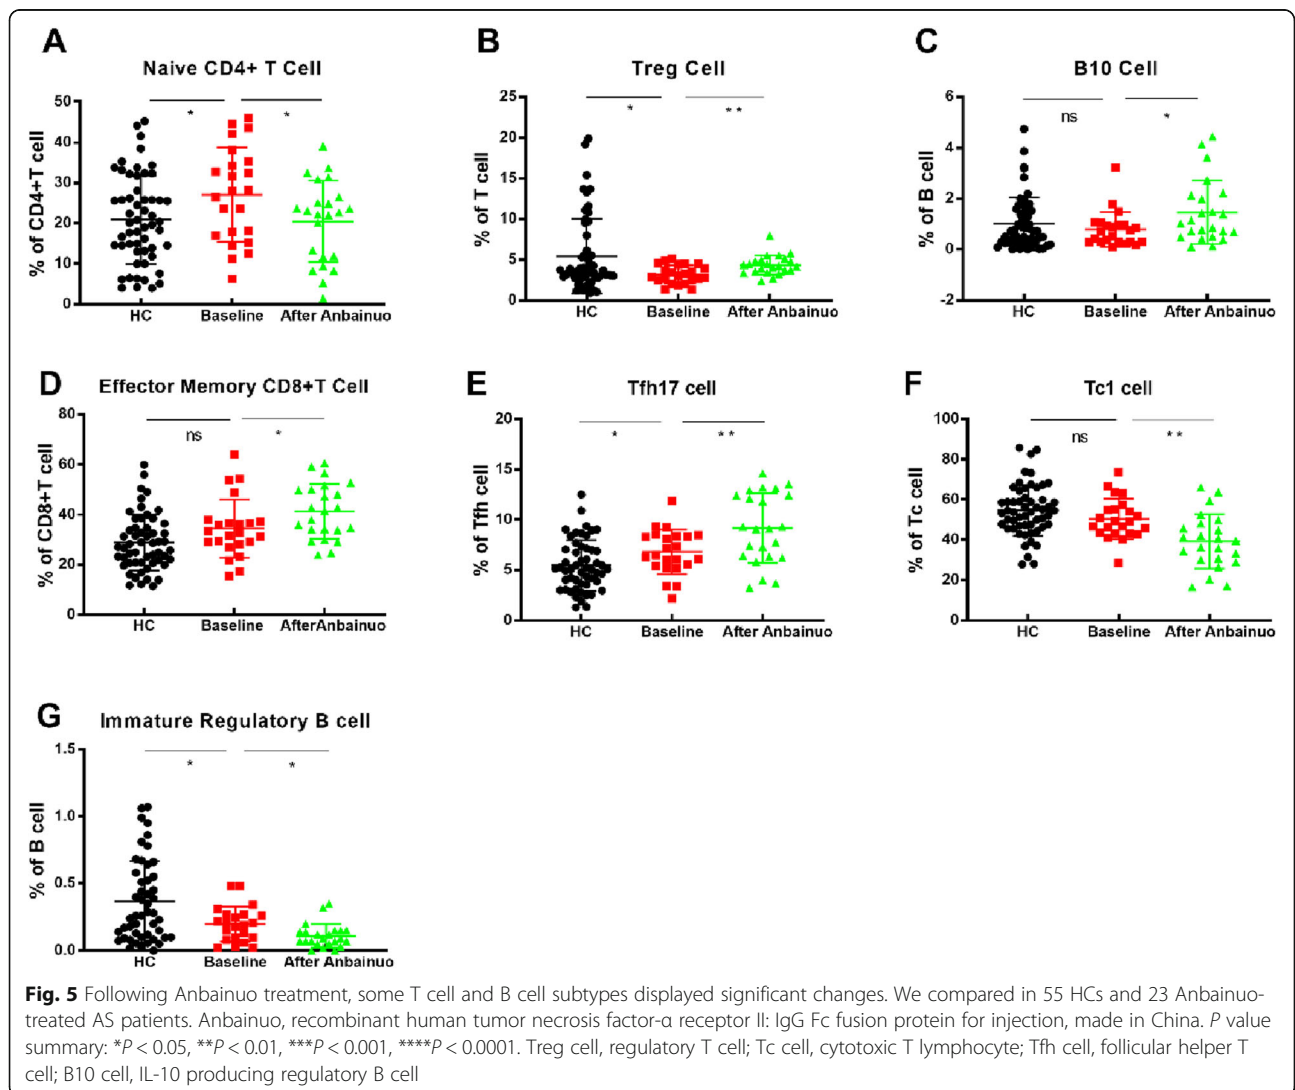 A
Naive CD4+ T Cell
% of CD4+T cell
50
40
30
20
10
0
*
*
HC
Baseline
After Anbainuo
B
Treg Cell
% of T cell
25
20
15
10
5
0
*
**
HC
Baseline
After Anbainuo
C
B10 Cell
% of B cell
6
4
2
0
-2
ns
*
HC
Baseline
After Anbainuo
D
Effector Memory CD8+T Cell
% of CD8+T cell
80
60
40
20
0
ns
*
HC
Baseline
AfterAnbainuo
E
Tfh17 cell
% of Tfh cell
20
15
10
5
0
*
**
HC
Baseline
After Anbainuo
F
Tc1 cell
% of Tc cell
100
80
60
40
20
0
ns
**
HC
Baseline
After Anbainuo
G
Immature Regulatory B cell
% of B cell
1.5
1.0
0.5
0.0
*
*
HC
Baseline
After Anbainuo
Fig. 5 Following Anbainuo treatment, some T cell and B cell subtypes displayed significant changes. We compared in 55 HCs and 23 Anbainuo-
treated AS patients. Anbainuo, recombinant human tumor necrosis factor-α receptor II: IgG Fc fusion protein for injection, made in China. P value
summary: *P < 0.05, **P < 0.01, ***P < 0.001, ****P < 0.0001. Treg cell, regulatory T cell; Tc cell, cytotoxic T lymphocyte; Tfh cell, follicular helper T
cell; B10 cell, IL-10 producing regulatory B cell